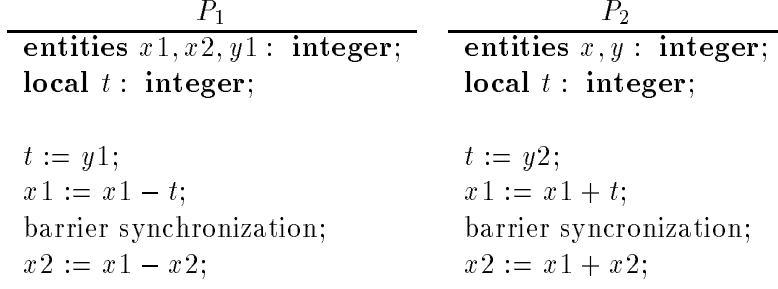 P1 P2
entities x1, x2, y1 : integer; entities x, y : integer;
local t : integer; local t : integer;
t := y1; t := y2;
x1 := x1 − t; x1 := x1 + t;
barrier synchronization; barrier syncronization;
x2 := x1 − x2; x2 := x1 + x2;